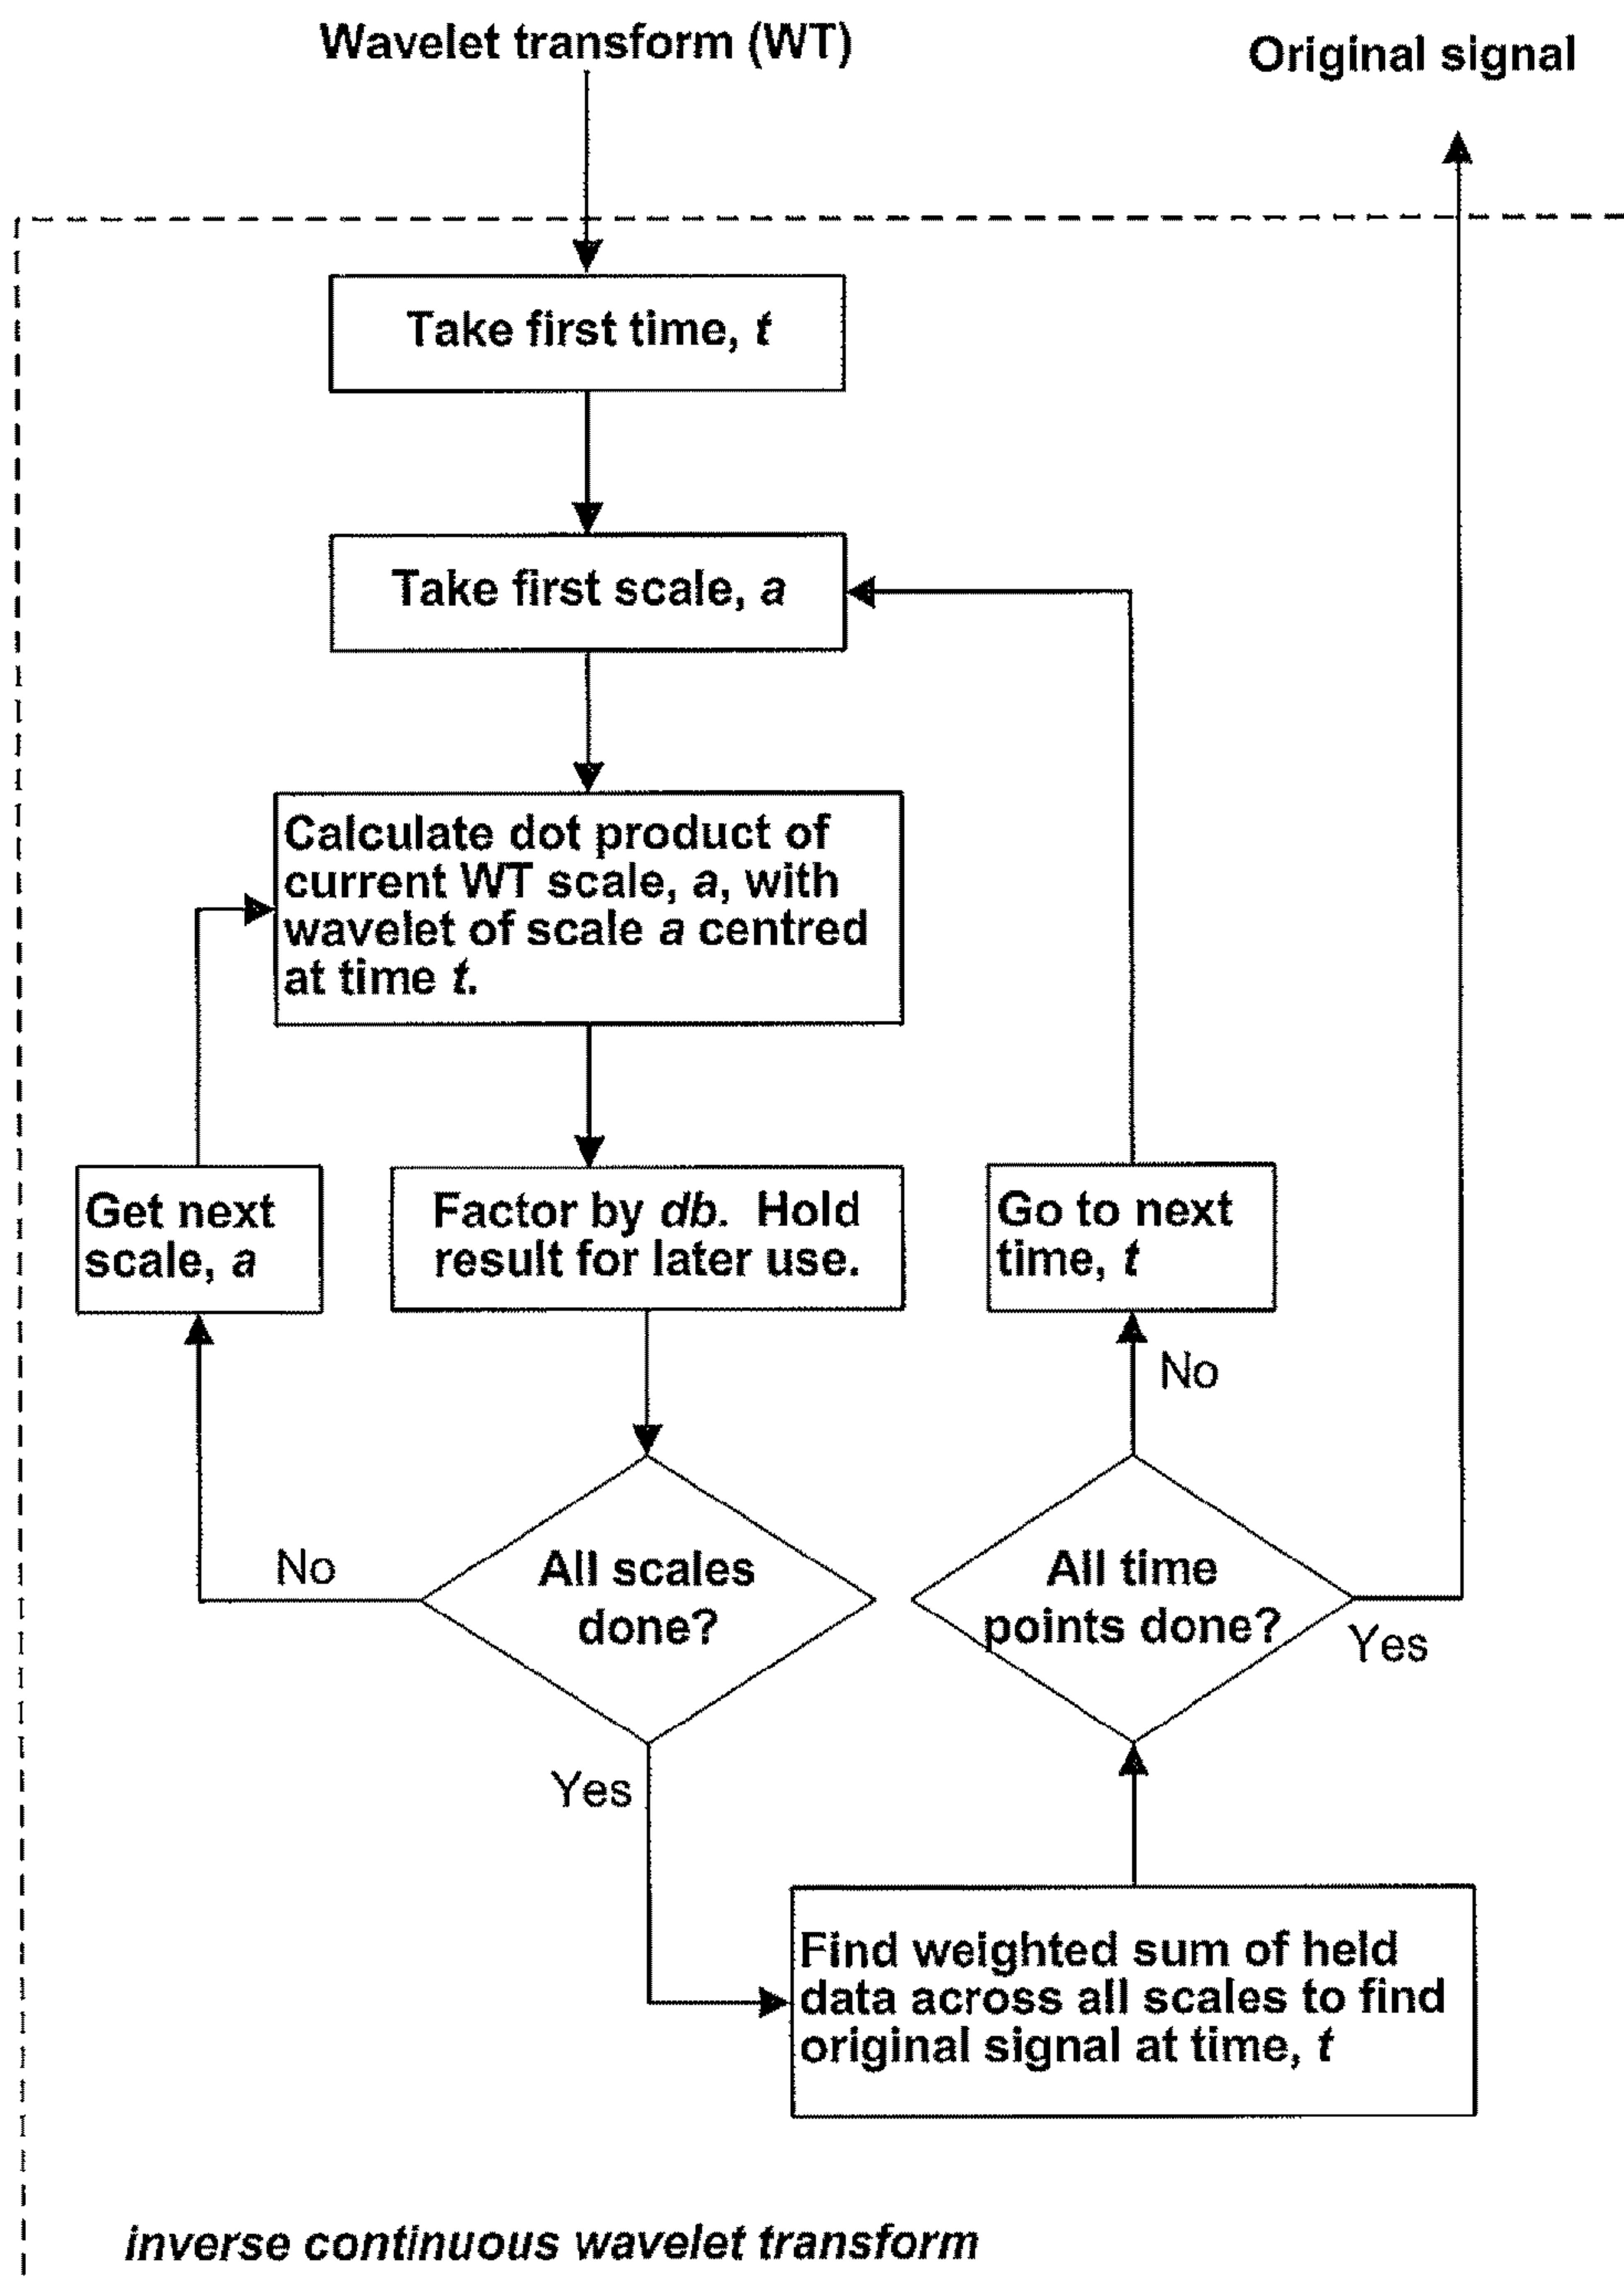 Wavelet transform (WT)
Original signal
Take first time, t
Take first scale, a
Calculate dot product of
current WT scale, a, with
wavelet of scale a centred
at time t.
Get next
scale, a
Factor by db. Hold
result for later use.
Go to next
time, t
No
No
All scales
done?
All time
points done?
Yes
Yes
Find weighted sum of held
data across all scales to find
original signal at time, t
inverse continuous wavelet transform